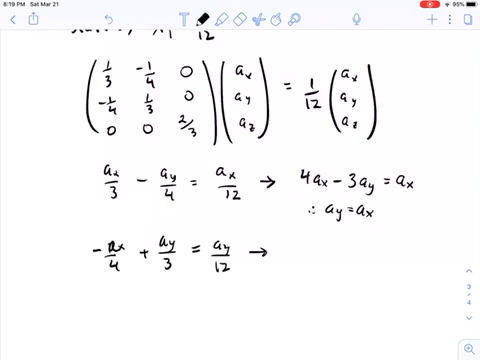 8:19 PM Sat Mar 21
95%
12
( 1/3 -1/4 0 ) ( ax ) = 1/12 ( ax )
( -1/4 1/3 0 ) ( ay ) ( ay )
( 0 0 2/3 ) ( az ) ( az )
ax/3 - ay/4 = ax/12 → 4ax - 3ay = ax
∴ ay = ax
-ax/4 + ay/3 = ay/12 →
3
4